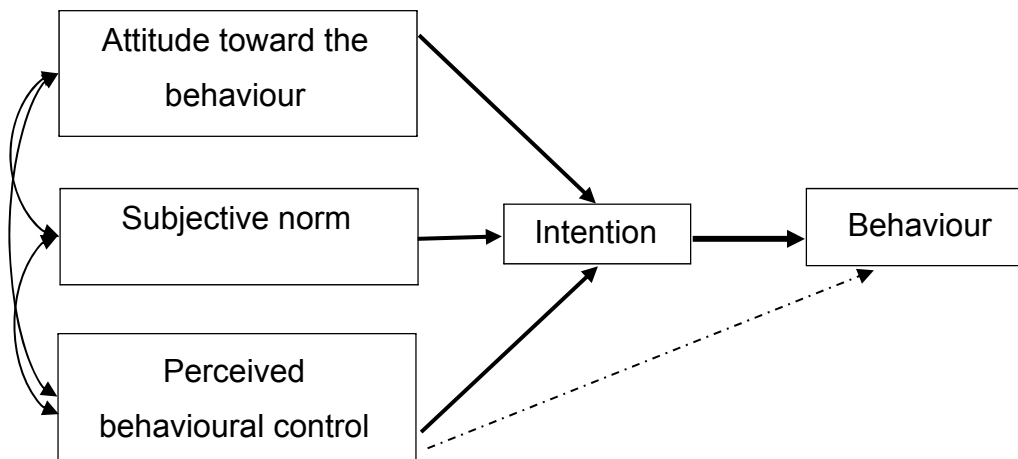 Attitude toward the
behaviour
Subjective norm
Intention
Behaviour
Perceived
behavioural control